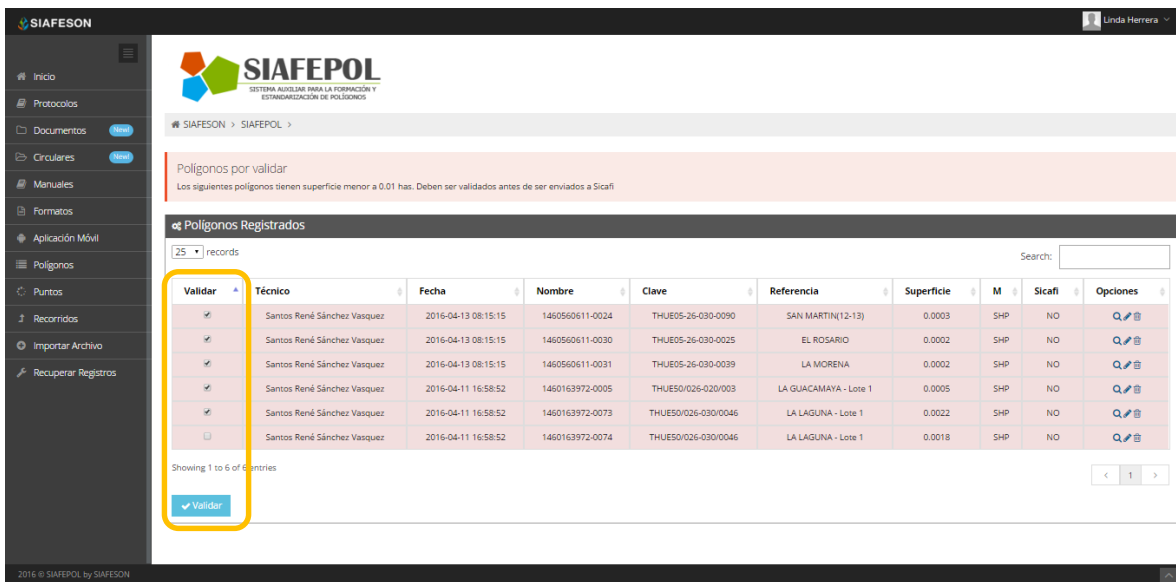 SIAFESON
Linda Herrera
Inicio
Protocolos
Documentos New!
Circulares New!
Manuales
Formatos
Aplicación Móvil
Polígonos
Puntos
Recorridos
Importar Archivo
Recuperar Registros
SIAFEPOL
SISTEMA AUXILIAR PARA LA FORMACIÓN Y
ESTANDARIZACIÓN DE POLÍGONOS
SIAFESON > SIAFEPOL >
Polígonos por validar
Los siguientes polígonos tienen superficie menor a 0.01 has. Deben ser validados antes de ser enviados a Sicafi
Polígonos Registrados
25 records
Search:
Validar Técnico Fecha Nombre Clave Referencia Superficie M Sicafi Opciones
Santos René Sánchez Vasquez 2016-04-13 08:15:15 1460560611-0024 THUE05-26-030-0090 SAN MARTIN(12-13) 0.0003 SHP NO
Santos René Sánchez Vasquez 2016-04-13 08:15:15 1460560611-0030 THUE05-26-030-0025 EL ROSARIO 0.0002 SHP NO
Santos René Sánchez Vasquez 2016-04-13 08:15:15 1460560611-0031 THUE05-26-030-0039 LA MORENA 0.0002 SHP NO
Santos René Sánchez Vasquez 2016-04-11 16:58:52 1460163972-0005 THUE50/026-020/003 LA GUACAMAYA - Lote 1 0.0005 SHP NO
Santos René Sánchez Vasquez 2016-04-11 16:58:52 1460163972-0073 THUE50/026-030/0046 LA LAGUNA - Lote 1 0.0022 SHP NO
Santos René Sánchez Vasquez 2016-04-11 16:58:52 1460163972-0074 THUE50/026-030/0046 LA LAGUNA - Lote 1 0.0018 SHP NO
Showing 1 to 6 of 6 entries
< 1 >
Validar
2016 © SIAFEPOL by SIAFESON